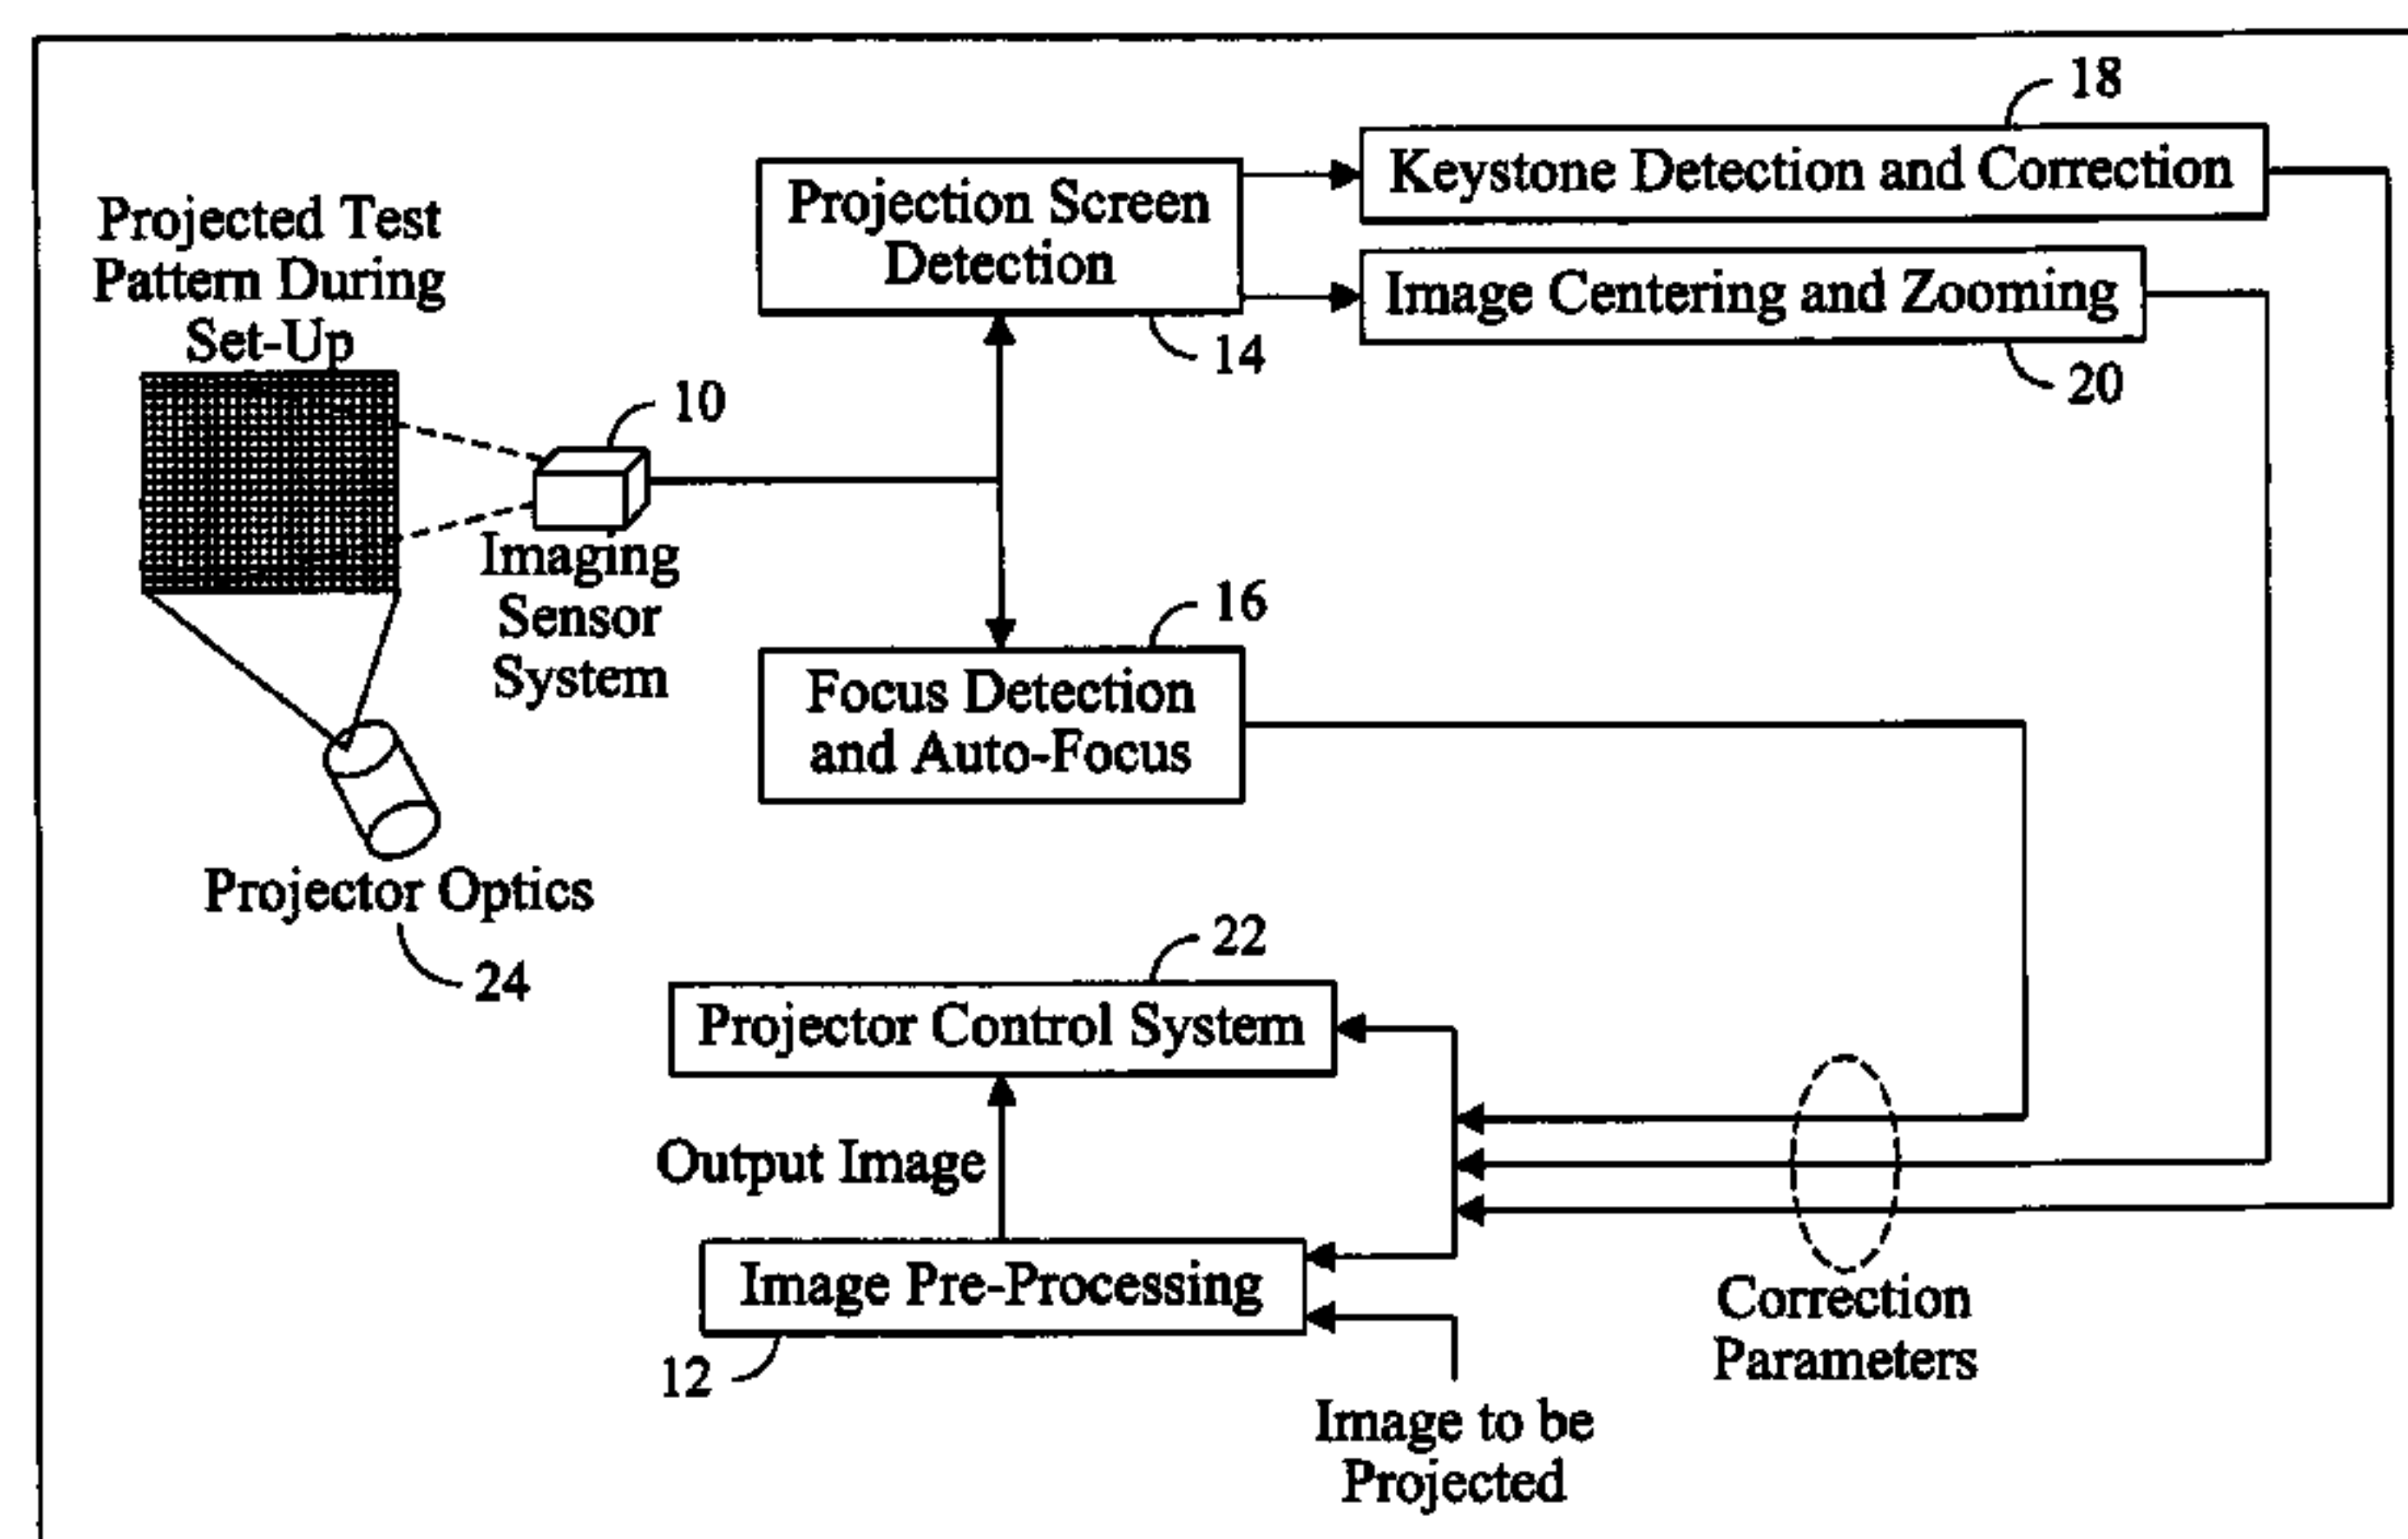 18
Keystone Detection and Correction
Projection Screen
Detection
14
Image Centering and Zooming
20
Projected Test
Pattern During
Set-Up
10
Imaging
Sensor
System
16
Focus Detection
and Auto-Focus
Projector Optics
24
22
Projector Control System
Output Image
Image Pre-Processing
12
Correction
Parameters
Image to be
Projected